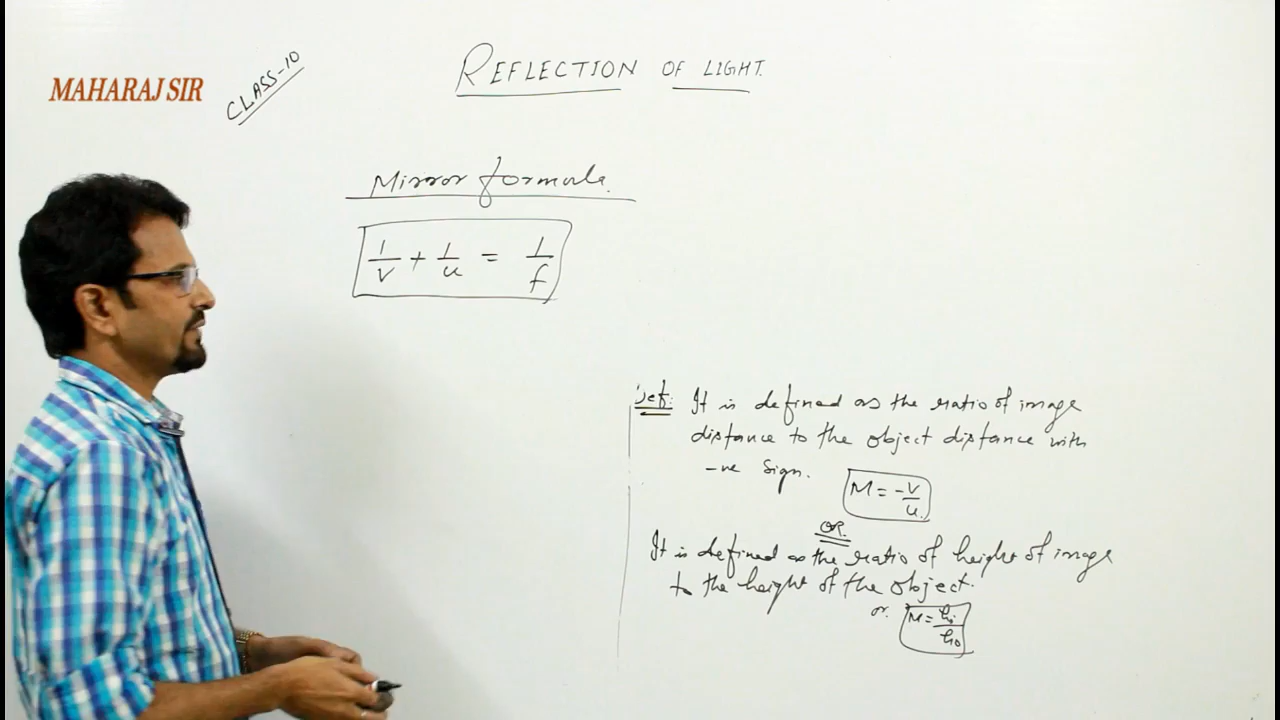 MAHARAJ SIR
CLASS-10
REFLECTION OF LIGHT.
Mirror formula.
1/v + 1/u = 1/f
Def: It is defined as the ratio of image
distance to the object distance with
-ve Sign.
M = -v/u.
OR.
It is defined as the ratio of height of image
to the height of the object.
or. M = hi/ho